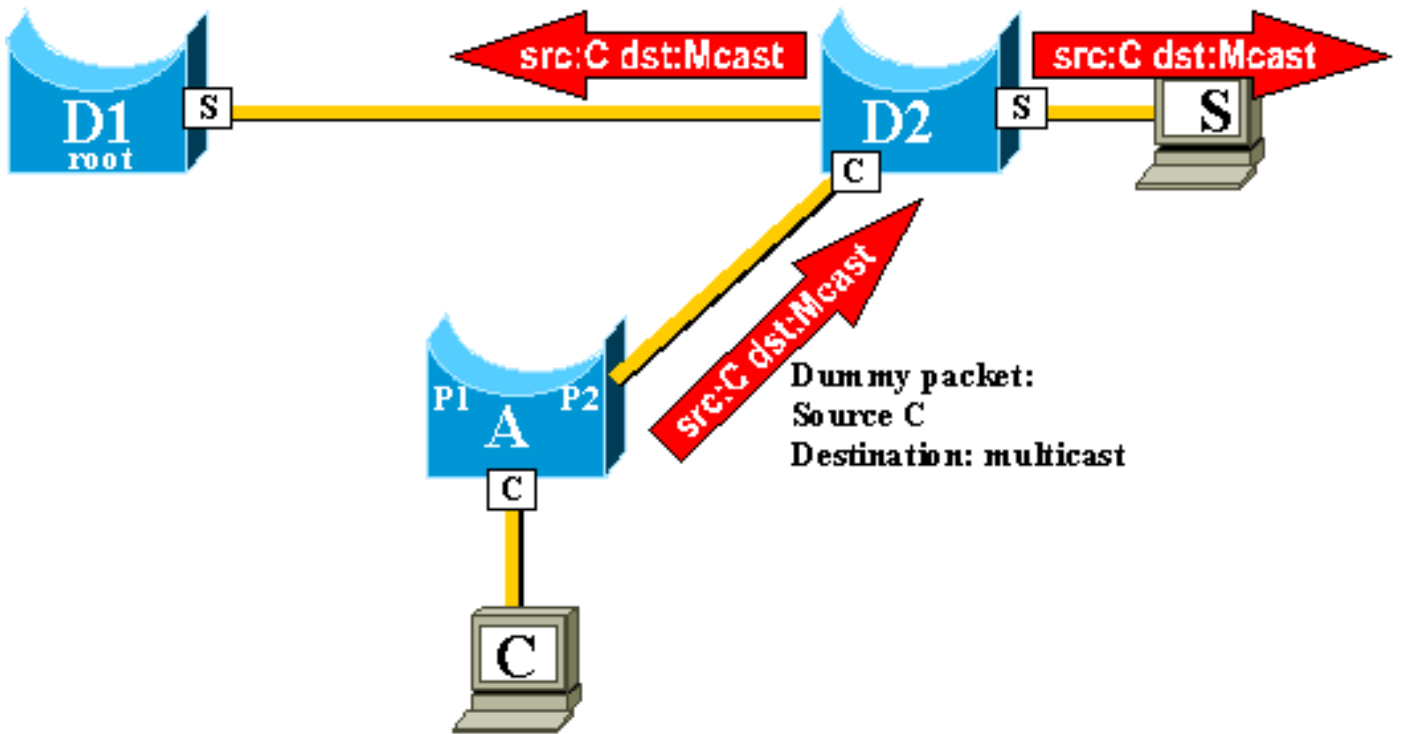 src:C dst:Mcast
src:C dst:Mcast
D1
root
S
D2
S
S
C
src:C dst:Mcast
P1
P2
A
Dummy packet:
Source C
Destination: multicast
C
C